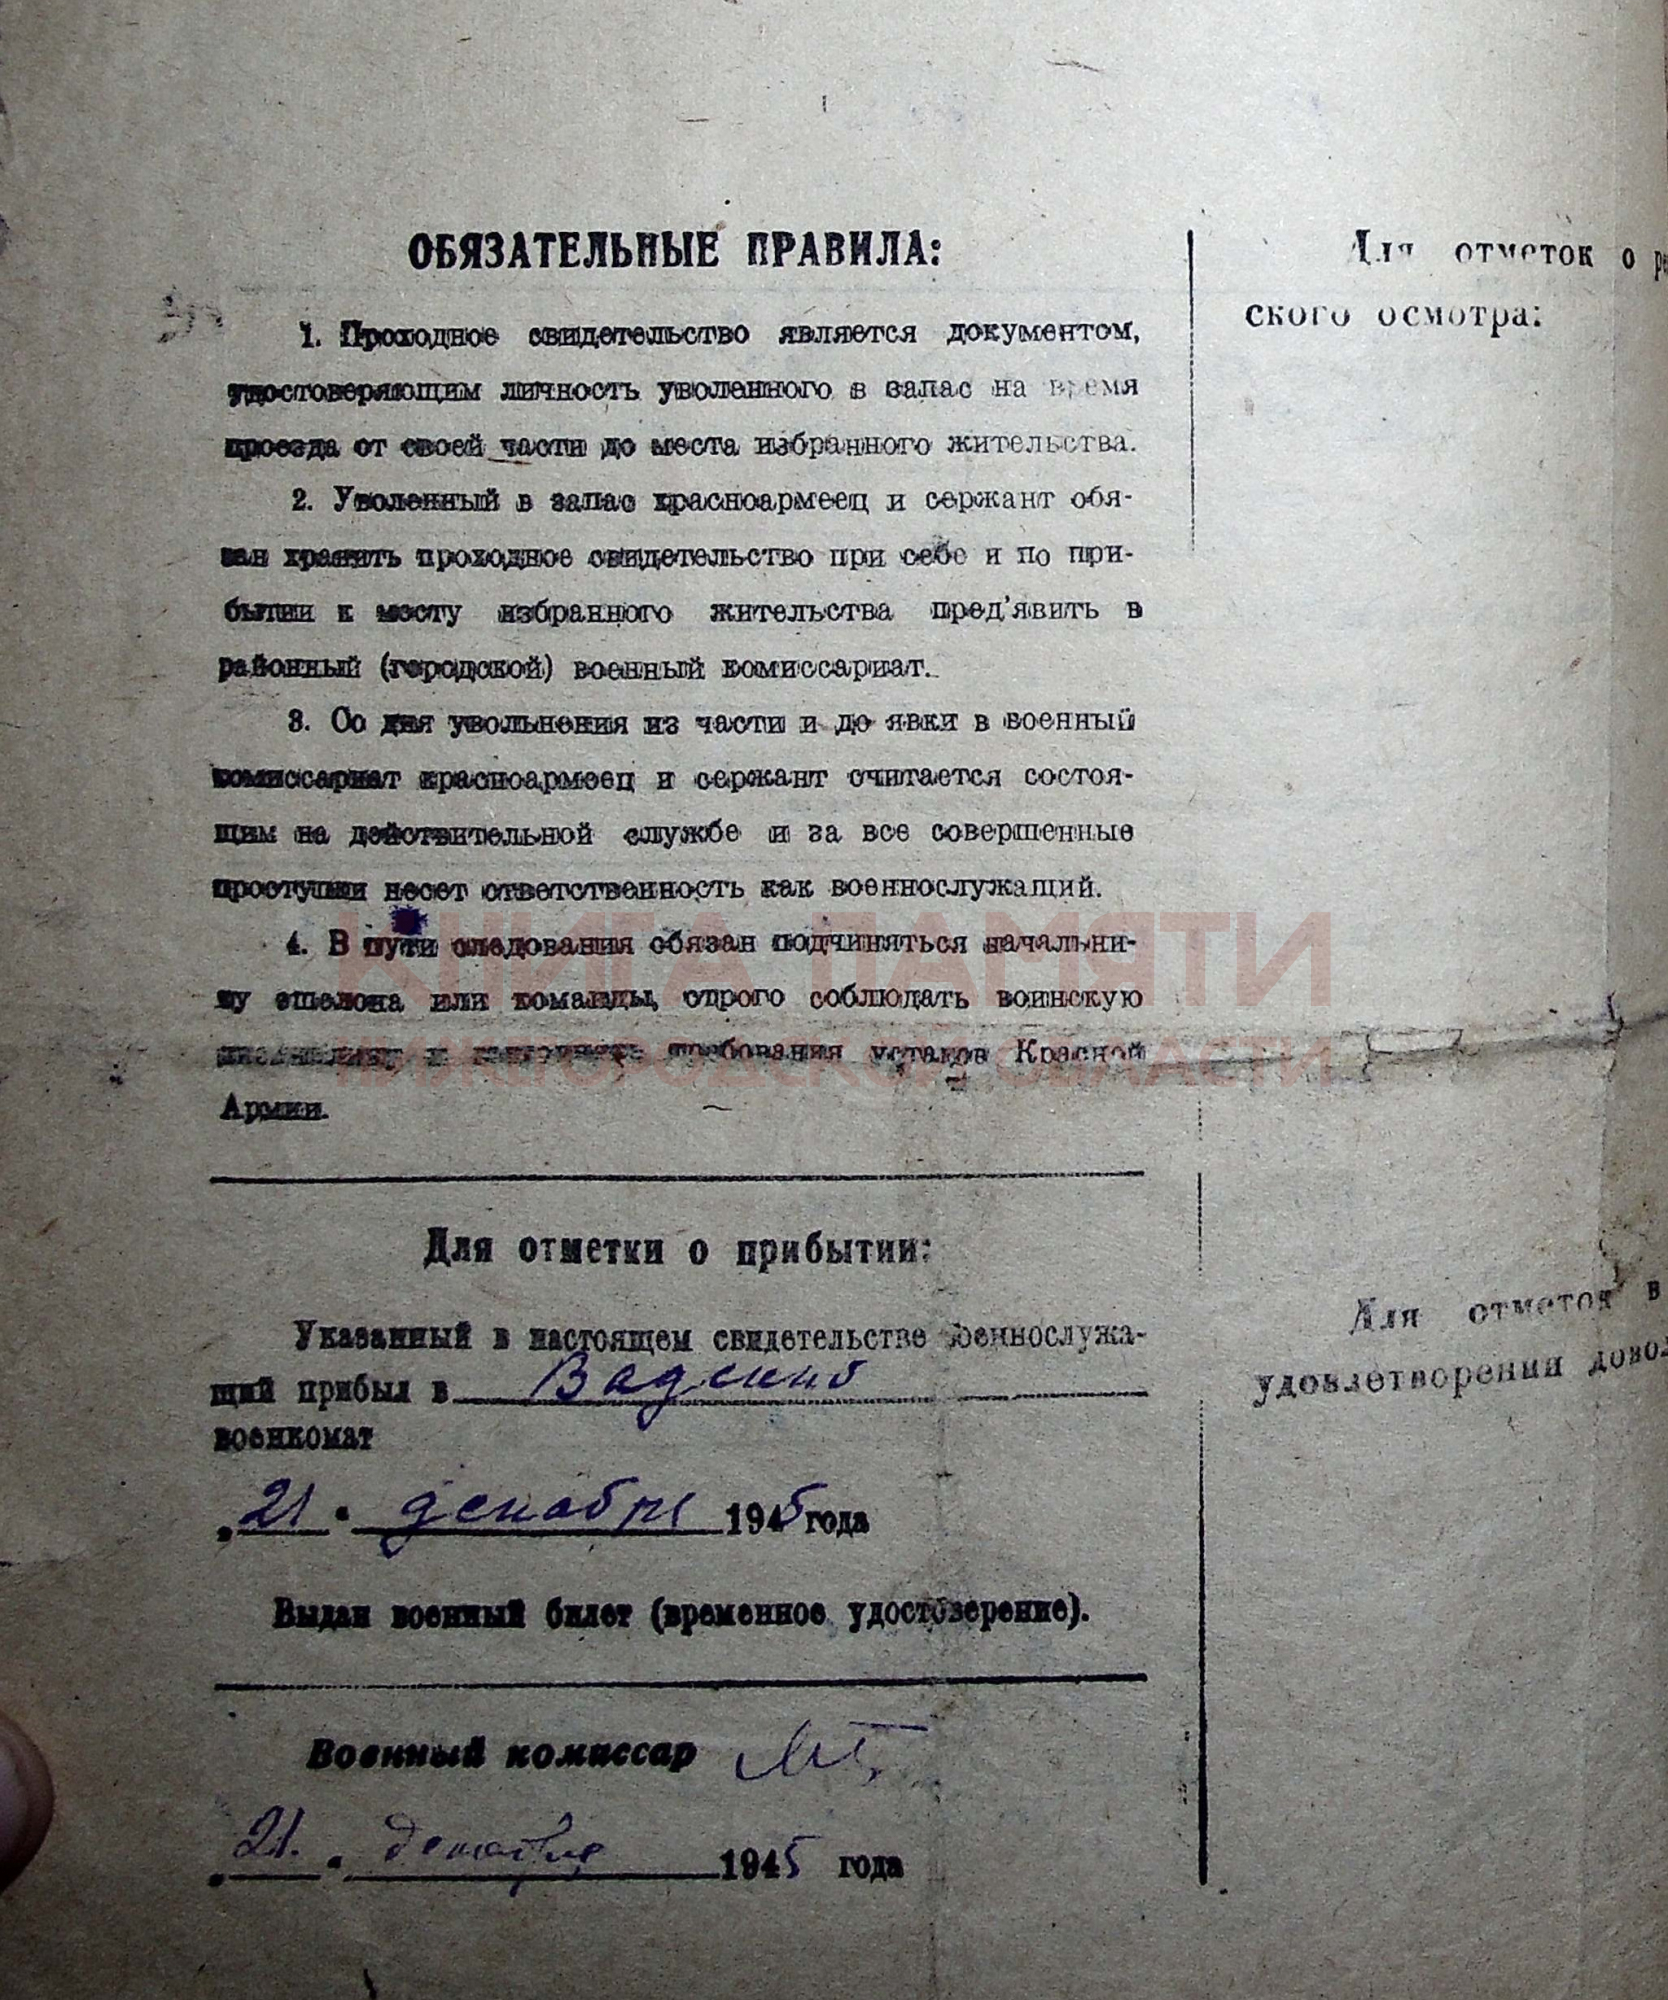 ОБЯЗАТЕЛЬНЫЕ ПРАВИЛА:
1. Проходное свидетельство является документом,
удостоверяющим личность уволенного в запас на время
проезда от своей части до места избранного жительства.
2. Уволенный в запас красноармеец и сержант обя-
зан хранить проходное свидетельство при себе и по при-
бытии к месту избранного жительства пред'явить в
районный (городской) военный комиссариат.
3. Со дня увольнения из части и до явки в военный
комиссариат красноармеец и сержант считается состоя-
щим на действительной службе и за все совершенные
проступки несет ответственность как военнослужащий.
4. В пути следования обязан подчиняться начальни-
ку эшелона или команды, строго соблюдать воинскую
дисциплину и требования уставов Красной
Армии.
Для отметки о прибытии:
Указанный в настоящем свидетельстве военнослужа-
щий прибыл в Вадский
военкомат
„21" декабря 1945 года
Выдан военный билет (временное удостоверение).
Военный комиссар
„21." декабря 1945 года
Для отметок о
ского осмотра:
Для отметок в
удовлетворении довол
КНИГА ПАМЯТИ
НИЖЕГОРОДСКОЙ ОБЛАСТИ